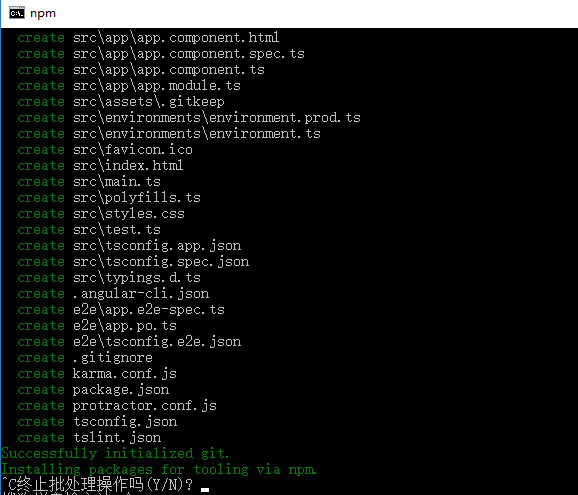 npm
create src\app\app.component.html
create src\app\app.component.spec.ts
create src\app\app.component.ts
create src\app\app.module.ts
create src\assets\.gitkeep
create src\environments\environment.prod.ts
create src\environments\environment.ts
create src\favicon.ico
create src\index.html
create src\main.ts
create src\polyfills.ts
create src\styles.css
create src\test.ts
create src\tsconfig.app.json
create src\tsconfig.spec.json
create src\typings.d.ts
create .angular-cli.json
create e2e\app.e2e-spec.ts
create e2e\app.po.ts
create e2e\tsconfig.e2e.json
create .gitignore
create karma.conf.js
create package.json
create protractor.conf.js
create tsconfig.json
create tslint.json
Successfully initialized git.
Installing packages for tooling via npm.
^C终止批处理操作吗(Y/N)?